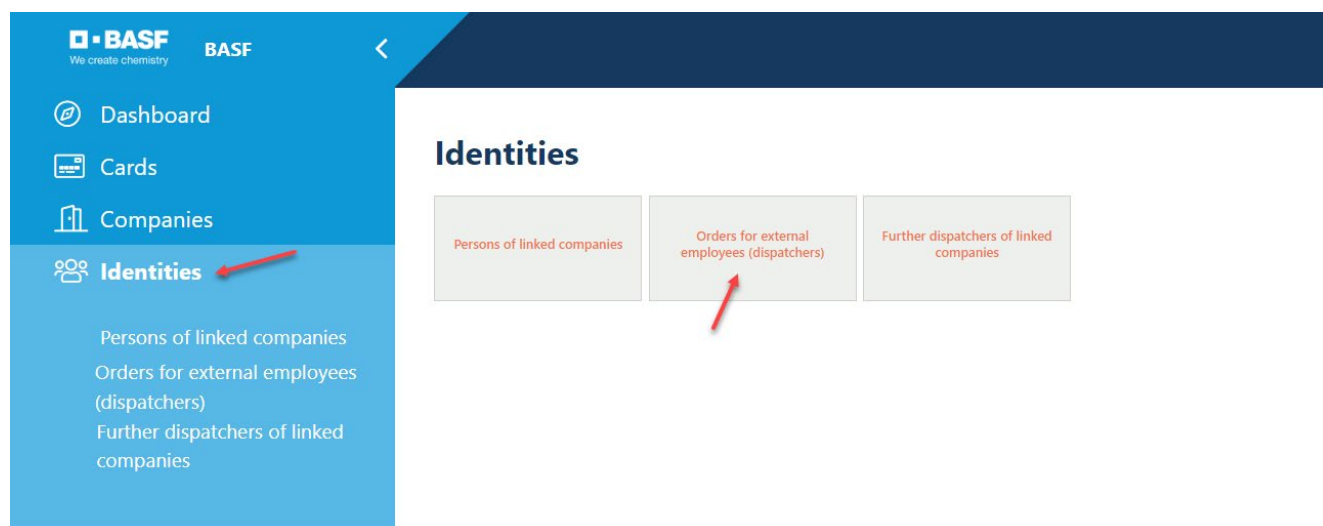 BASF
We create chemistry
BASF
Dashboard
Cards
Companies
Identities
Persons of linked companies
Orders for external employees
(dispatchers)
Further dispatchers of linked
companies
Identities
Persons of linked companies
Orders for external
employees (dispatchers)
Further dispatchers of linked
companies